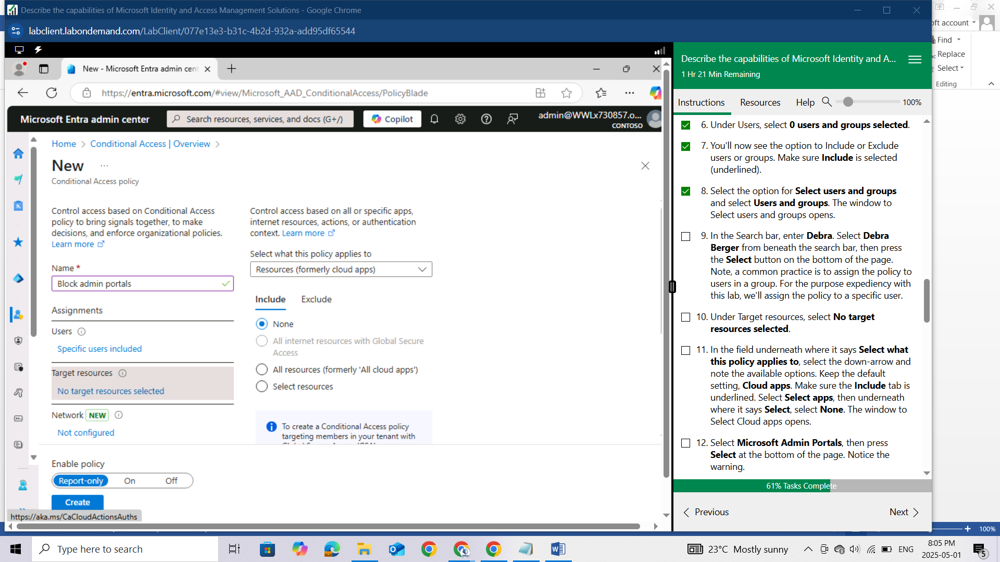 Describe the capabilities of Microsoft Identity and Access Management Solutions - Google Chrome
labclient.labondemand.com/LabClient/077e13e3-b31c-4b2d-932a-add95df65544
New - Microsoft Entra admin cent
https://entra.microsoft.com/#view/Microsoft_AAD_ConditionalAccess/PolicyBlade
Microsoft Entra admin center
Search resources, services, and docs (G+/)
Copilot
admin@WWLx730857.o...
CONTOSO
Home > Conditional Access | Overview >
New ...
Conditional Access policy
Control access based on Conditional Access
policy to bring signals together, to make
decisions, and enforce organizational policies.
Learn more
Name *
Block admin portals
Assignments
Users
Specific users included
Target resources
No target resources selected
Network NEW
Not configured
Control access based on all or specific apps,
internet resources, actions, or authentication
context. Learn more
Select what this policy applies to
Resources (formerly cloud apps)
Include Exclude
None
All internet resources with Global Secure
Access
All resources (formerly 'All cloud apps')
Select resources
To create a Conditional Access policy
targeting members in your tenant with
Enable policy
Report-only On Off
Create
https://aka.ms/CaCloudActionsAuths
Describe the capabilities of Microsoft Identity and A...
1 Hr 21 Min Remaining
Instructions Resources Help 100%
6. Under Users, select 0 users and groups selected.
7. You'll now see the option to Include or Exclude
users or groups. Make sure Include is selected
(underlined).
8. Select the option for Select users and groups
and select Users and groups. The window to
Select users and groups opens.
9. In the Search bar, enter Debra. Select Debra
Berger from beneath the search bar, then press
the Select button on the bottom of the page.
Note, a common practice is to assign the policy to
users in a group. For the purpose expediency with
this lab, we'll assign the policy to a specific user.
10. Under Target resources, select No target
resources selected.
11. In the field underneath where it says Select what
this policy applies to, select the down-arrow and
note the available options. Keep the default
setting, Cloud apps. Make sure the Include tab is
underlined. Select Select apps, then underneath
where it says Select, select None. The window to
Select Cloud apps opens.
12. Select Microsoft Admin Portals, then press
Select at the bottom of the page. Notice the
warning.
61% Tasks Complete
Previous Next
account
Find
Replace
Select
Editing
100%
Type here to search
23°C Mostly sunny
ENG
8:05 PM
2025-05-01
5